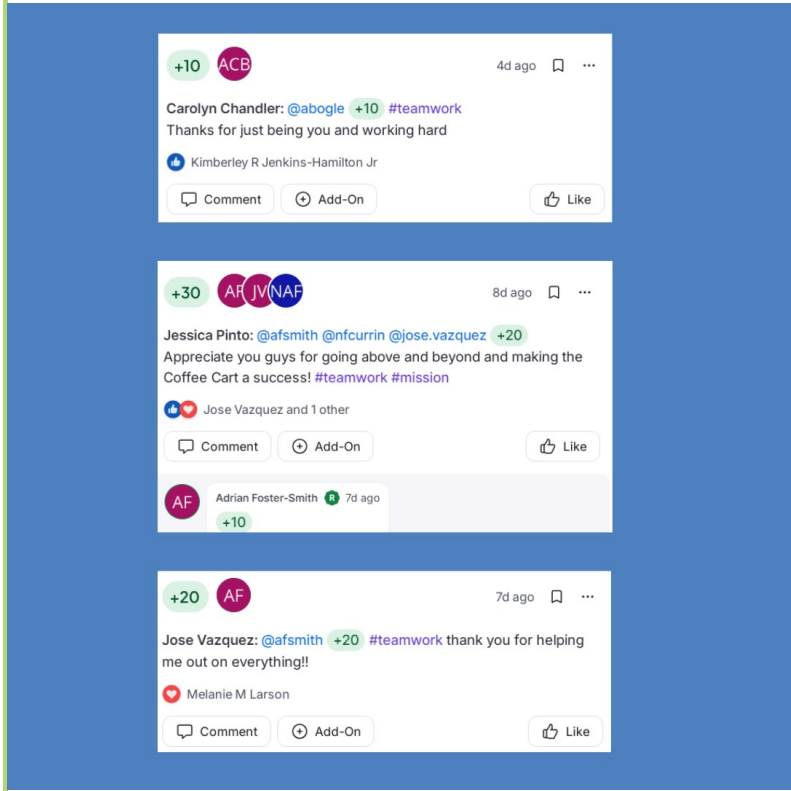 +10 ACB 4d ago
Carolyn Chandler: @abogle +10 #teamwork
Thanks for just being you and working hard
Kimberley R Jenkins-Hamilton Jr
Comment Add-On Like
+30 AF JV NAF 8d ago
Jessica Pinto: @afsmith @nfcurrin @jose.vazquez +20
Appreciate you guys for going above and beyond and making the
Coffee Cart a success! #teamwork #mission
Jose Vazquez and 1 other
Comment Add-On Like
AF Adrian Foster-Smith R 7d ago
+10
+20 AF 7d ago
Jose Vazquez: @afsmith +20 #teamwork thank you for helping
me out on everything!!
Melanie M Larson
Comment Add-On Like